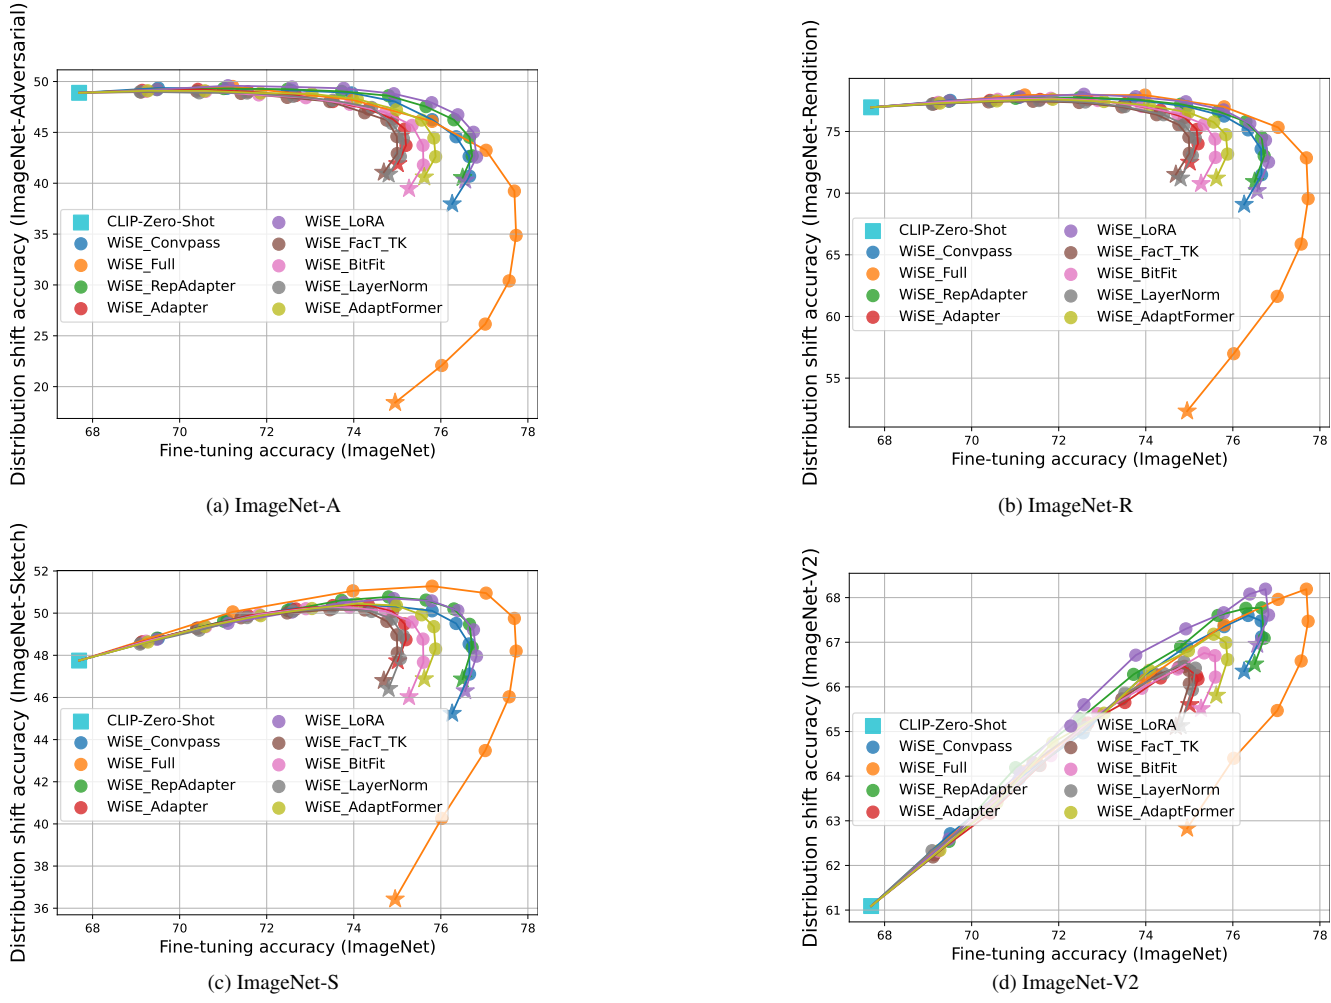 Distribution shift accuracy (ImageNet-Adversarial)
50
45
40
35
30
25
20
CLIP-Zero-Shot
WiSE_Convpass
WiSE_Full
WiSE_RepAdapter
WiSE_Adapter
WiSE_LoRA
WiSE_FacT_TK
WiSE_BitFit
WiSE_LayerNorm
WiSE_AdaptFormer
68 70 72 74 76 78
Fine-tuning accuracy (ImageNet)
(a) ImageNet-A
Distribution shift accuracy (ImageNet-Rendition)
75
70
65
60
55
CLIP-Zero-Shot
WiSE_Convpass
WiSE_Full
WiSE_RepAdapter
WiSE_Adapter
WiSE_LoRA
WiSE_FacT_TK
WiSE_BitFit
WiSE_LayerNorm
WiSE_AdaptFormer
68 70 72 74 76 78
Fine-tuning accuracy (ImageNet)
(b) ImageNet-R
Distribution shift accuracy (ImageNet-Sketch)
52
50
48
46
44
42
40
38
36
CLIP-Zero-Shot
WiSE_Convpass
WiSE_Full
WiSE_RepAdapter
WiSE_Adapter
WiSE_LoRA
WiSE_FacT_TK
WiSE_BitFit
WiSE_LayerNorm
WiSE_AdaptFormer
68 70 72 74 76 78
Fine-tuning accuracy (ImageNet)
(c) ImageNet-S
Distribution shift accuracy (ImageNet-V2)
68
67
66
65
64
63
62
61
CLIP-Zero-Shot
WiSE_Convpass
WiSE_Full
WiSE_RepAdapter
WiSE_Adapter
WiSE_LoRA
WiSE_FacT_TK
WiSE_BitFit
WiSE_LayerNorm
WiSE_AdaptFormer
68 70 72 74 76 78
Fine-tuning accuracy (ImageNet)
(d) ImageNet-V2